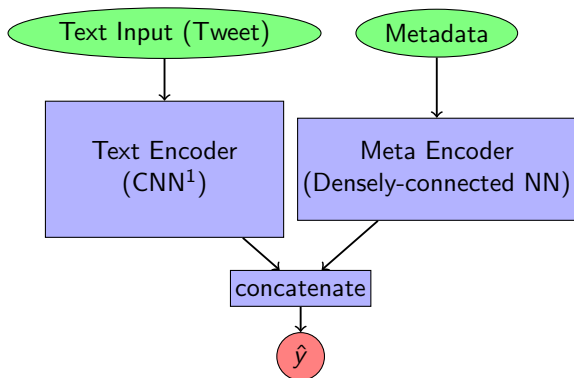 Text Input (Tweet)
Metadata
Text Encoder
(CNN¹)
Meta Encoder
(Densely-connected NN)
concatenate
ŷ